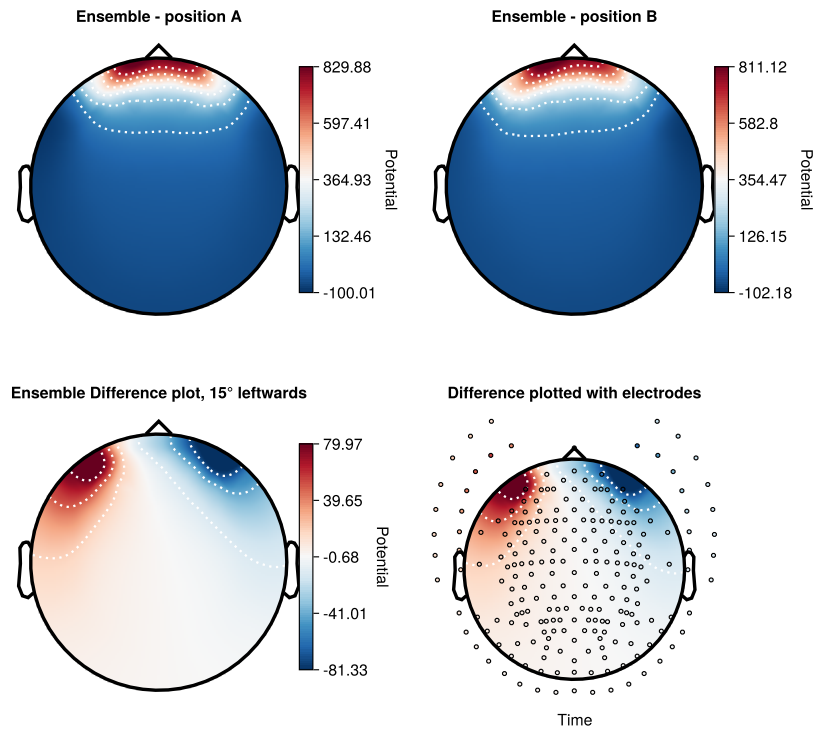 Ensemble - position A
829.88
597.41
364.93
132.46
-100.01
Potential
Ensemble - position B
811.12
582.8
354.47
126.15
-102.18
Potential
Ensemble Difference plot, 15° leftwards
79.97
39.65
-0.68
-41.01
-81.33
Potential
Difference plotted with electrodes
Time